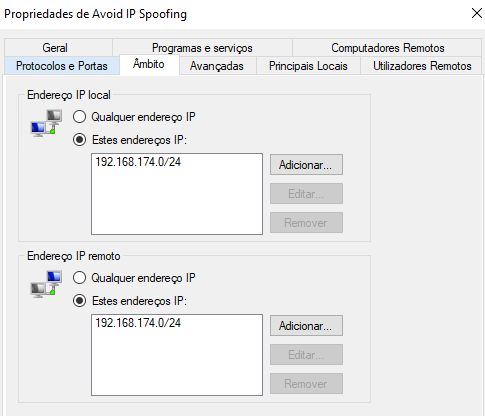 Propriedades de Avoid IP Spoofing
Geral Programas e serviços Computadores Remotos
Protocolos e Portas Âmbito Avançadas Principais Locais Utilizadores Remotos
Endereço IP local
Qualquer endereço IP
Estes endereços IP:
192.168.174.0/24
Adicionar...
Editar...
Remover
Endereço IP remoto
Qualquer endereço IP
Estes endereços IP:
192.168.174.0/24
Adicionar...
Editar...
Remover